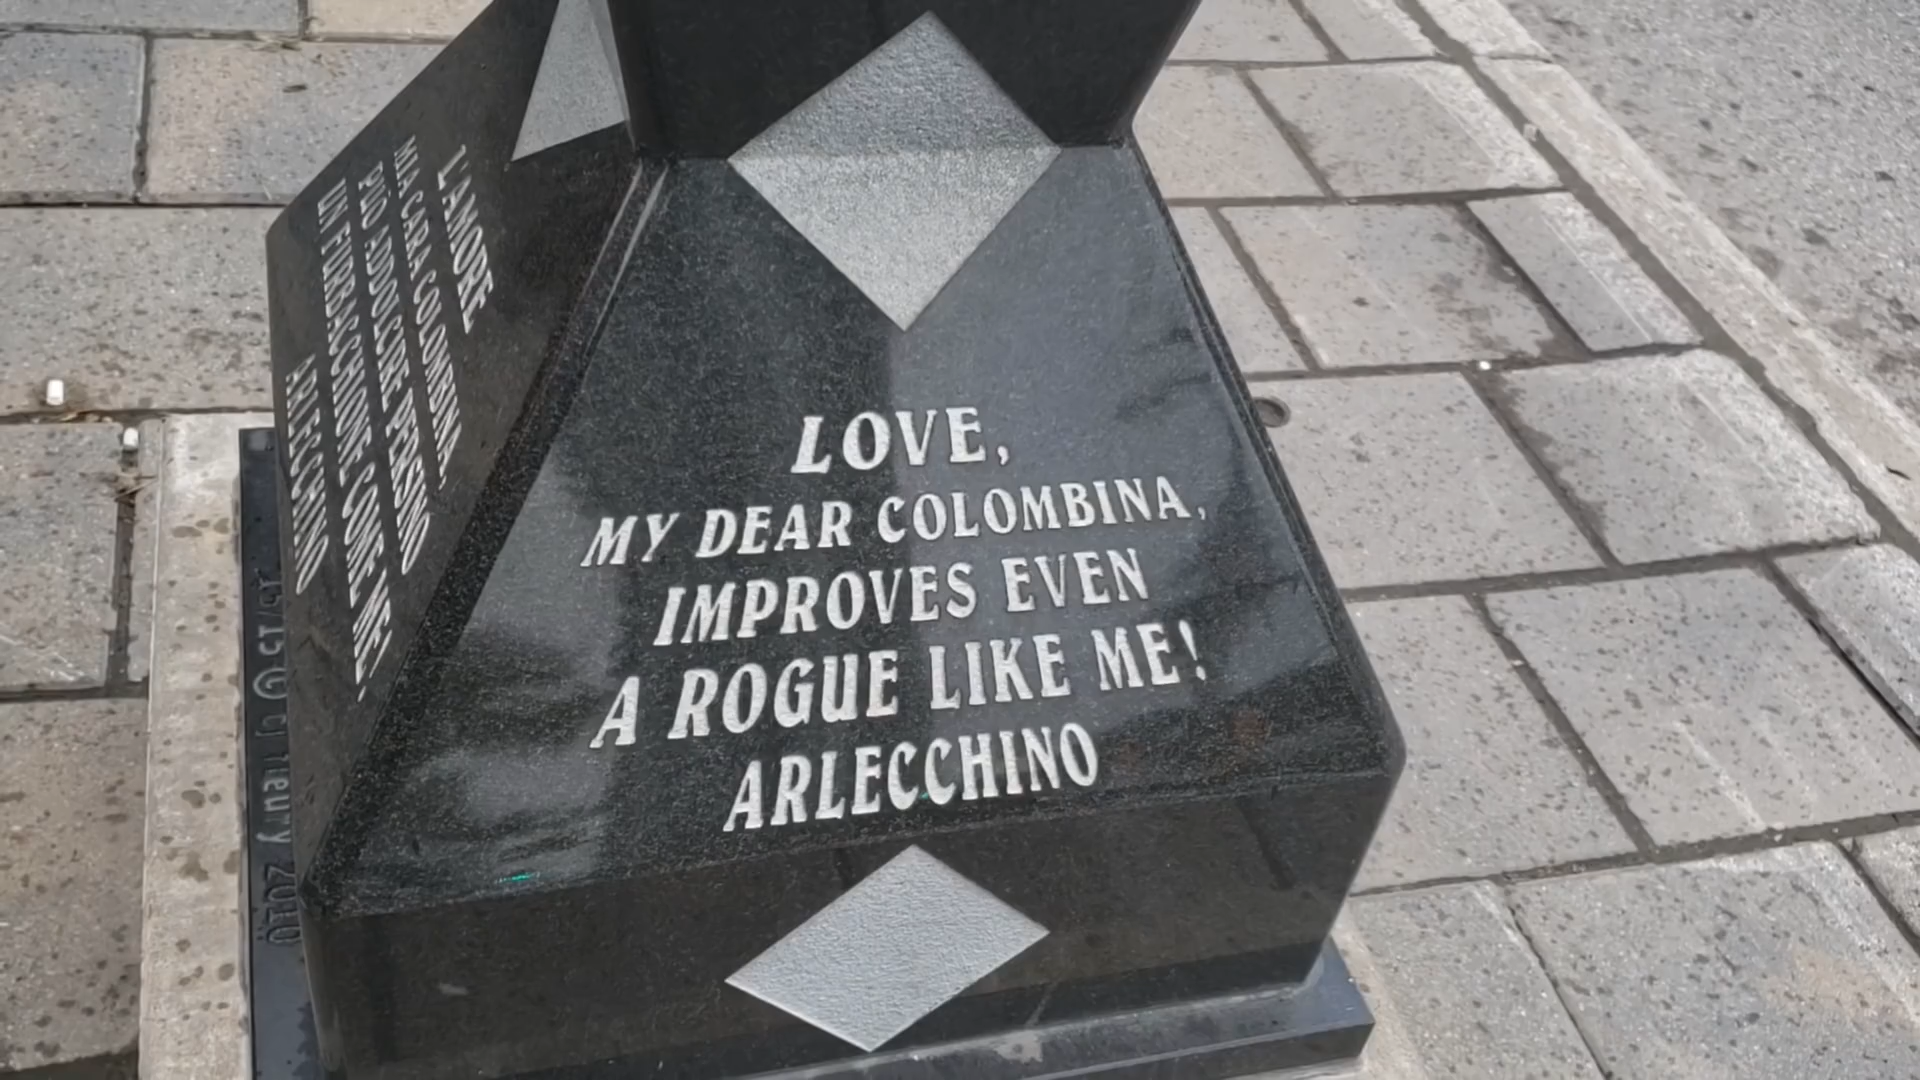 L'AMORE
MIA CARA COLOMBINA,
PUÒ ADDOLCIRE PERSINO
UN FURBACCHIONE COME ME!
ARLECCHINO
LOVE,
MY DEAR COLOMBINA,
IMPROVES EVEN
A ROGUE LIKE ME!
ARLECCHINO